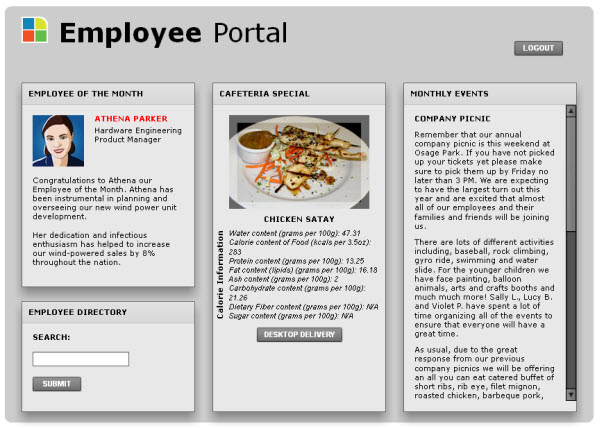 Employee Portal
LOGOUT
EMPLOYEE OF THE MONTH
ATHENA PARKER
Hardware Engineering
Product Manager
Congratulations to Athena our
Employee of the Month. Athena has
been instrumental in planning and
overseeing our new wind power unit
development.
Her dedication and infectious
enthusiasm has helped to increase
our wind-powered sales by 8%
throughout the nation.
EMPLOYEE DIRECTORY
SEARCH:
SUBMIT
CAFETERIA SPECIAL
CHICKEN SATAY
Calorie Information
Water content (grams per 100g): 47.31
Calorie content of Food (kcals per 3.5oz):
283
Protein content (grams per 100g): 13.25
Fat content (lipids) (grams per 100g): 16.18
Ash content (grams per 100g): 2
Carbohydrate content (grams per 100g):
21.26
Dietary Fiber content (grams per 100g): N/A
Sugar content (grams per 100g): N/A
DESKTOP DELIVERY
MONTHLY EVENTS
COMPANY PICNIC
Remember that our annual
company picnic is this weekend at
Osage Park. If you have not picked
up your tickets yet please make
sure to pick them up by Friday no
later than 3 PM. We are expecting
to have the largest turn out this
year and are excited that almost
all of our employees and their
families and friends will be joining
us.
There are lots of different activities
including, baseball, rock climbing,
gyro ride, swimming and water
slide. For the younger children we
have face painting, balloon
animals, arts and crafts booths and
much much more! Sally L., Lucy B.
and Violet P. have spent a lot of
time organizing all of the events to
ensure that everyone will have a
great time.
As usual, due to the great
response from our previous
company picnics we will be offering
an all you can eat catered buffet of
short ribs, rib eye, filet mignon,
roasted chicken, barbeque pork,